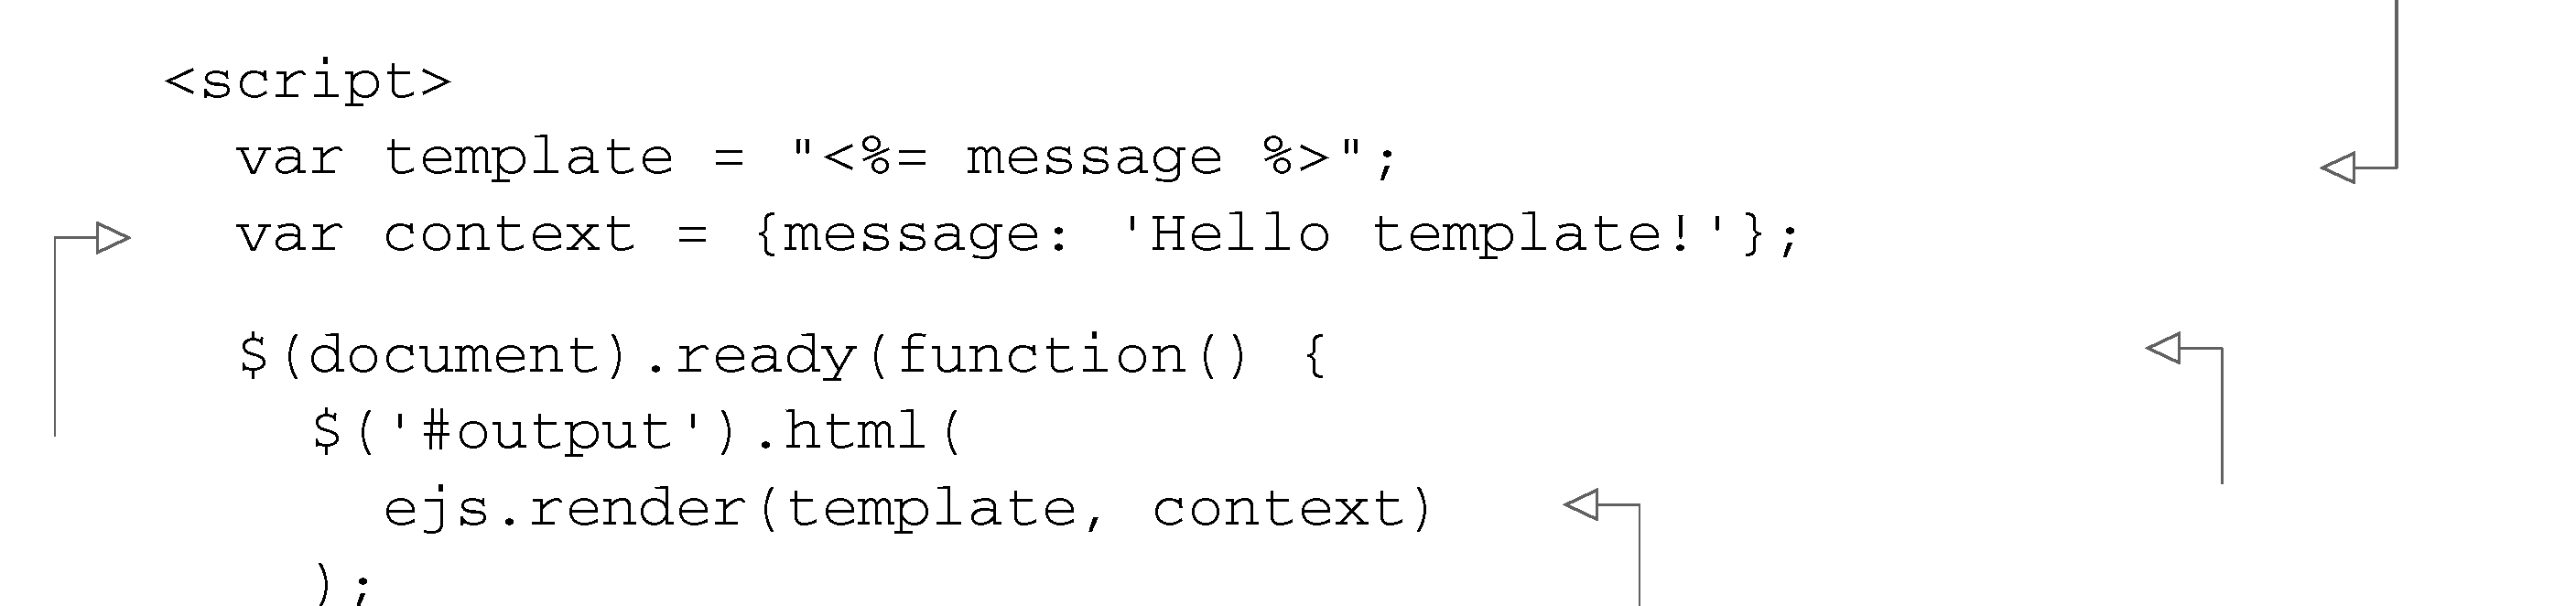 <script>
  var template = "<%= message %>";
  var context = {message: 'Hello template!'};
  $(document).ready(function() {
    $('#output').html(
      ejs.render(template, context)
    );